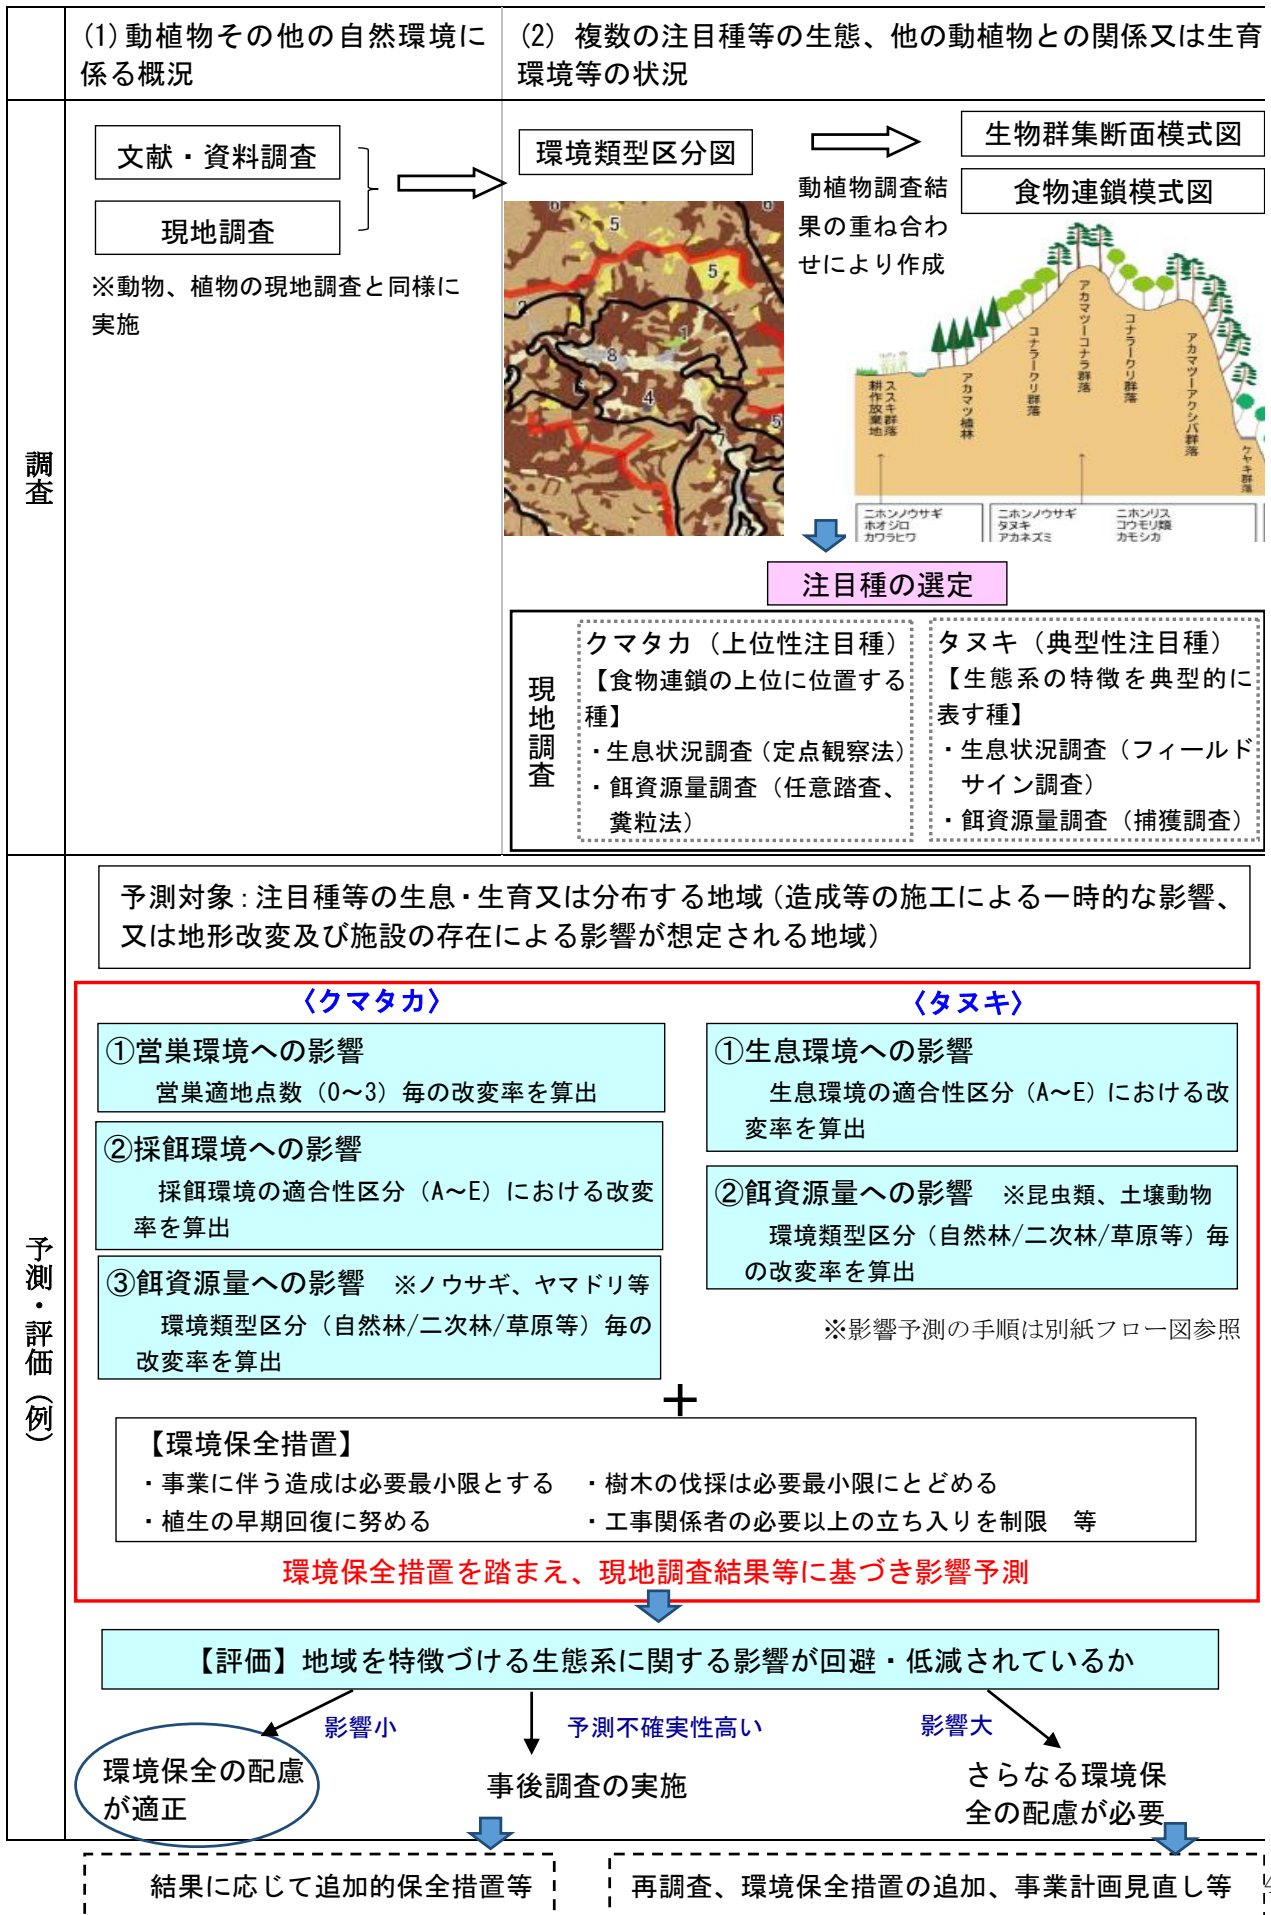 (1)動植物その他の自然環境に
係る概況
(2) 複数の注目種等の生態、他の動植物との関係又は生育
環境等の状況
調査
文献・資料調査
現地調査
※動物、植物の現地調査と同様に
実施
環境類型区分図
動植物調査結
果の重ね合わ
せにより作成
生物群集断面模式図
食物連鎖模式図
6
5
6
5
2
1
8
4
7
5
耕作放棄地
ススキ群落
アカマツ植林
コナラークリ群落
アカマツーコナラ群落
コナラークリ群落
アカマツーアクシバ群落
ケヤキ群落
ニホンノウサギ
ホオジロ
カワラヒワ
ニホンノウサギ
タヌキ
アカネズミ
ニホンリス
コウモリ類
カモシカ
注目種の選定
現地調査
クマタカ（上位性注目種）
【食物連鎖の上位に位置する
種】
・生息状況調査（定点観察法）
・餌資源量調査（任意踏査、
糞粒法）
タヌキ（典型性注目種）
【生態系の特徴を典型的に
表す種】
・生息状況調査（フィールド
サイン調査）
・餌資源量調査（捕獲調査）
予測・評価（例）
予測対象：注目種等の生息・生育又は分布する地域（造成等の施工による一時的な影響、
又は地形改変及び施設の存在による影響が想定される地域）
〈クマタカ〉
①営巣環境への影響
営巣適地点数（0～3）毎の改変率を算出
②採餌環境への影響
採餌環境の適合性区分（A～E）における改変
率を算出
③餌資源量への影響　※ノウサギ、ヤマドリ等
環境類型区分（自然林/二次林/草原等）毎の
改変率を算出
〈タヌキ〉
①生息環境への影響
生息環境の適合性区分（A～E）における改
変率を算出
②餌資源量への影響　※昆虫類、土壌動物
環境類型区分（自然林/二次林/草原等）毎
の改変率を算出
※影響予測の手順は別紙フロー図参照
＋
【環境保全措置】
・事業に伴う造成は必要最小限とする　・樹木の伐採は必要最小限にとどめる
・植生の早期回復に努める　・工事関係者の必要以上の立ち入りを制限　等
環境保全措置を踏まえ、現地調査結果等に基づき影響予測
【評価】地域を特徴づける生態系に関する影響が回避・低減されているか
影響小
予測不確実性高い
影響大
環境保全の配慮
が適正
事後調査の実施
さらなる環境保
全の配慮が必要
結果に応じて追加的保全措置等
再調査、環境保全措置の追加、事業計画見直し等